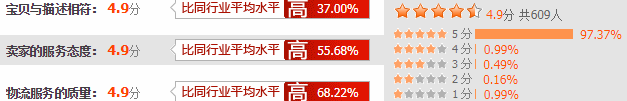 宝贝与描述相符: 4.9分 比同行业平均水平 高 37.00%
卖家的服务态度: 4.9分 比同行业平均水平 高 55.68%
物流服务的质量: 4.9分 比同行业平均水平 高 68.22%
4.9分 共609人
5 分 97.37%
4 分 0.99%
3 分 0.49%
2 分 0.16%
1 分 0.99%